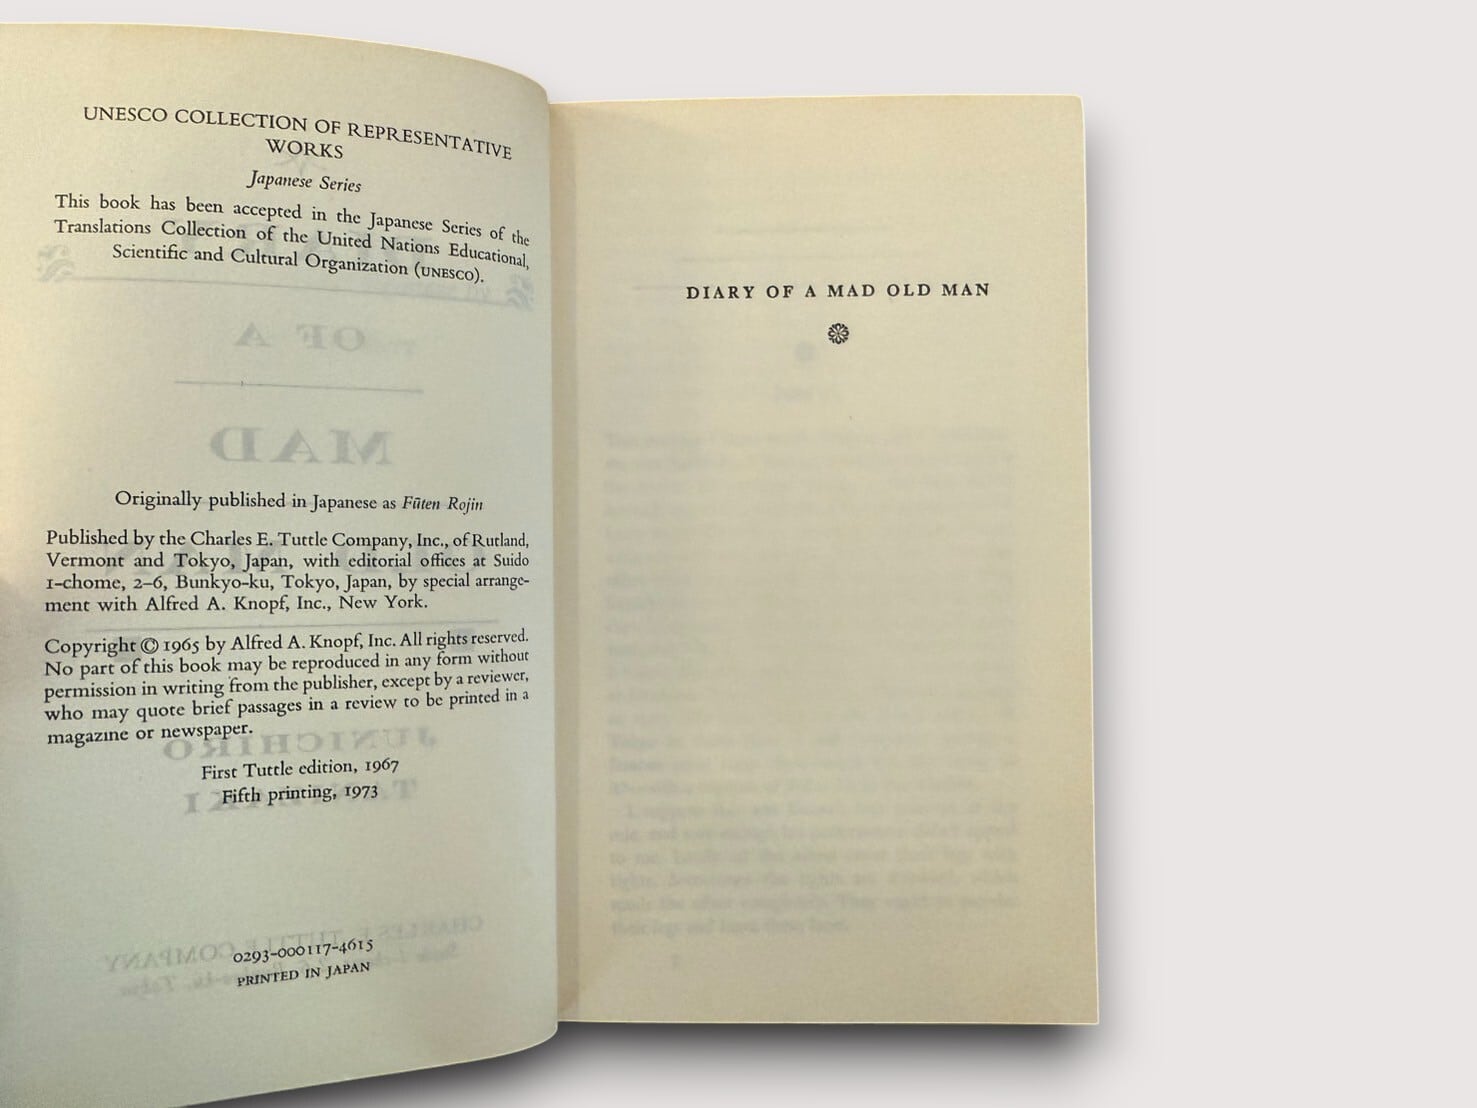 UNESCO COLLECTION OF REPRESENTATIVE
WORKS
Japanese Series
This book has been accepted in the Japanese Series of the
Translations Collection of the United Nations Educational,
Scientific and Cultural Organization (UNESCO).
Originally published in Japanese as Fūten Rojin
Published by the Charles E. Tuttle Company, Inc., of Rutland,
Vermont and Tokyo, Japan, with editorial offices at Suido
1-chome, 2–6, Bunkyo-ku, Tokyo, Japan, by special arrange-
ment with Alfred A. Knopf, Inc., New York.
Copyright © 1965 by Alfred A. Knopf, Inc. All rights reserved.
No part of this book may be reproduced in any form without
permission in writing from the publisher, except by a reviewer,
who may quote brief passages in a review to be printed in a
magazine or newspaper.
First Tuttle edition, 1967
Fifth printing, 1973
0293-000117-4615
PRINTED IN JAPAN
DIARY OF A MAD OLD MAN